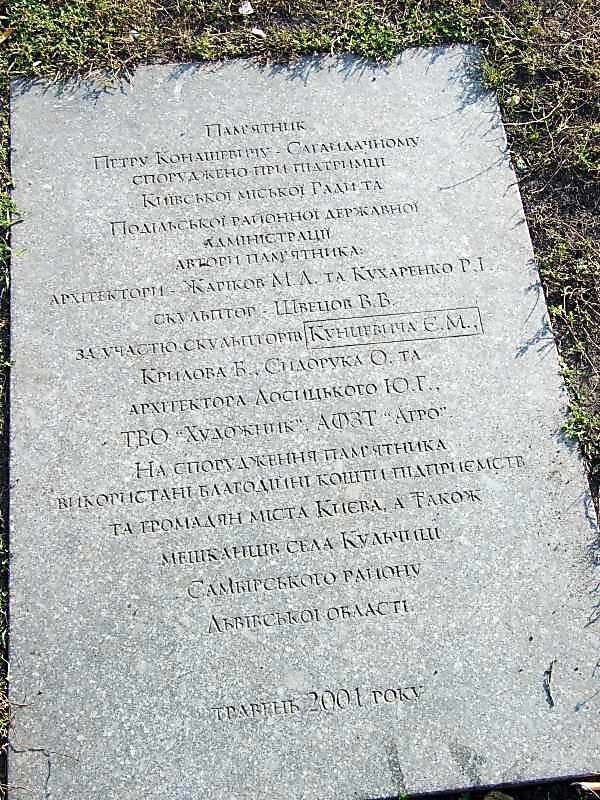 Пам'ятник
Петру Конашевичу - Сагайдачному
споруджено при підтримці
Київської міської Ради та
Подільської районної державної
адміністрації
автори пам'ятника:
архітектори - Жаріков М.Л. та Кухаренко Р.І.
скульптор - Швецов В.В.
за участю скульпторів Кунцевича Є.М.,
Крилова Б., Сидорука О. та
архітектора Лосицького Ю.Г.,
ТВО "Художник", АФЗТ "Агро".
На спорудження пам'ятника
використані благодійні кошти підприємств
та громадян міста Києва, а також
мешканців села Кульчиці
Самбірського району
Львівської області.
травень 2001 року